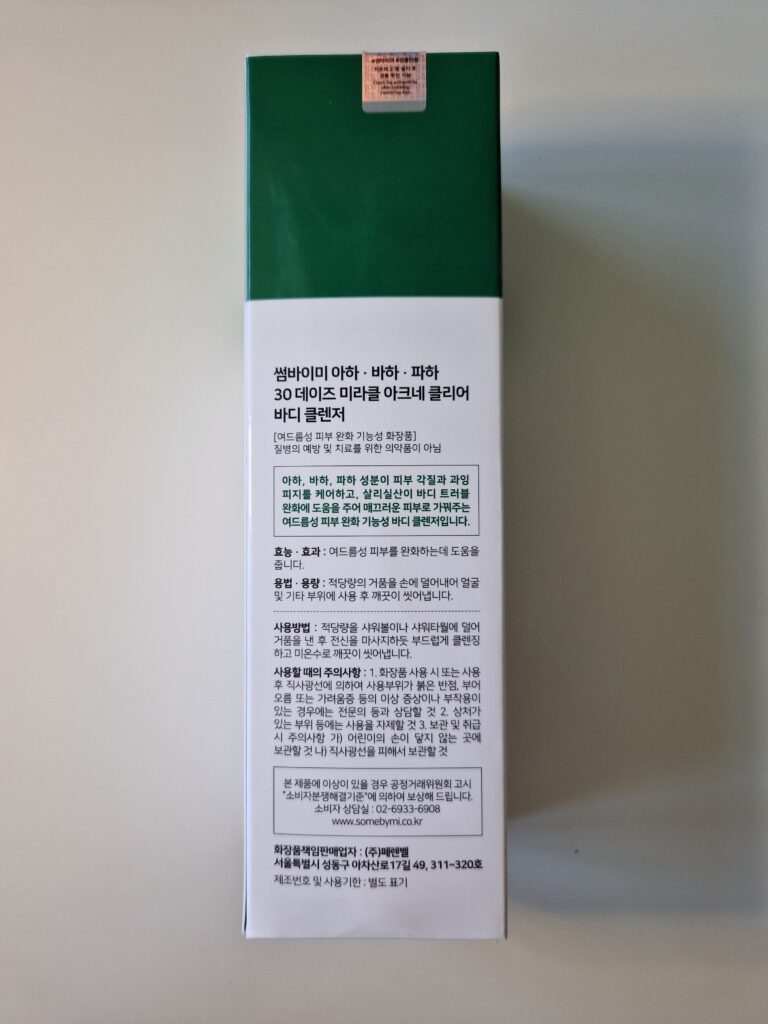 #썸바이미 #정품인증
정품 확인 가능
Check the authenticity
썸바이미 아하 · 바하 · 파하
30 데이즈 미라클 아크네 클리어
바디 클렌저
[여드름성 피부 완화 기능성 화장품]
질병의 예방 및 치료를 위한 의약품이 아님
아하, 바하, 파하 성분이 피부 각질과 과잉
피지를 케어하고, 살리실산이 바디 트러블
완화에 도움을 주어 매끄러운 피부로 가꿔주는
여드름성 피부 완화 기능성 바디 클렌저입니다.
효능 · 효과 : 여드름성 피부를 완화하는데 도움을
줍니다.
용법 · 용량 : 적당량의 거품을 손에 덜어내어 얼굴
및 기타 부위에 사용 후 깨끗이 씻어냅니다.
사용방법 : 적당량을 샤워볼이나 샤워타월에 덜어
거품을 낸 후 전신을 마사지하듯 부드럽게 클렌징
하고 미온수로 깨끗이 씻어냅니다.
사용할 때의 주의사항 : 1. 화장품 사용 시 또는 사용
후 직사광선에 의하여 사용부위가 붉은 반점, 부어
오름 또는 가려움증 등의 이상 증상이나 부작용이
있는 경우에는 전문의 등과 상담할 것 2. 상처가
있는 부위 등에는 사용을 자제할 것 3. 보관 및 취급
시 주의사항 가) 어린이의 손이 닿지 않는 곳에
보관할 것 나) 직사광선을 피해서 보관할 것
본 제품에 이상이 있을 경우 공정거래위원회 고시
"소비자분쟁해결기준"에 의하여 보상해 드립니다.
소비자 상담실 : 02-6933-6908
www.somebymi.co.kr
화장품책임판매업자 : (주)페렌벨
서울특별시 성동구 아차산로17길 49, 311~320호
제조번호 및 사용기한 : 별도 표기